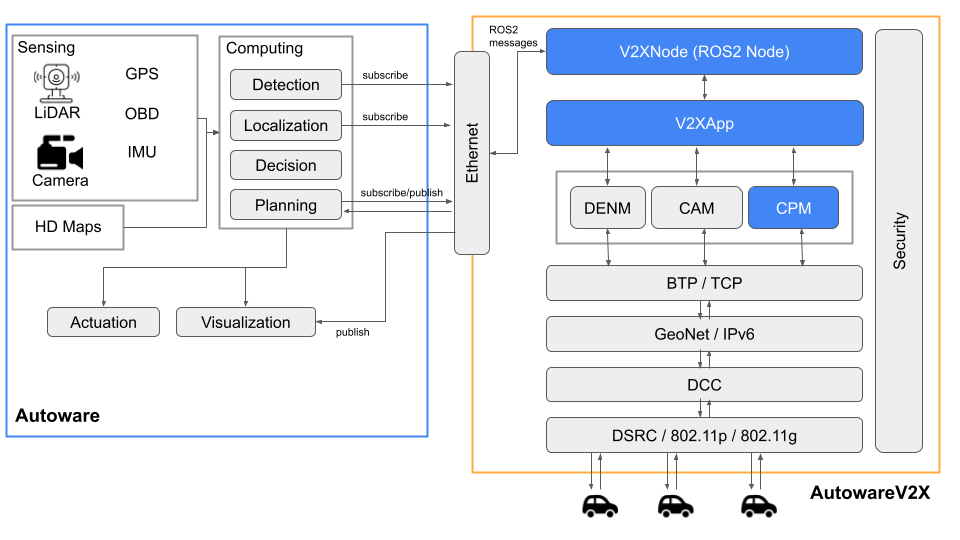 Sensing
GPS
LiDAR
OBD
IMU
Camera
HD Maps
Computing
Detection
Localization
Decision
Planning
Actuation
Visualization
subscribe
subscribe
subscribe/publish
publish
Autoware
Ethernet
ROS2
messages
V2XNode (ROS2 Node)
V2XApp
DENM
CAM
CPM
BTP / TCP
GeoNet / IPv6
DCC
DSRC / 802.11p / 802.11g
Security
AutowareV2X